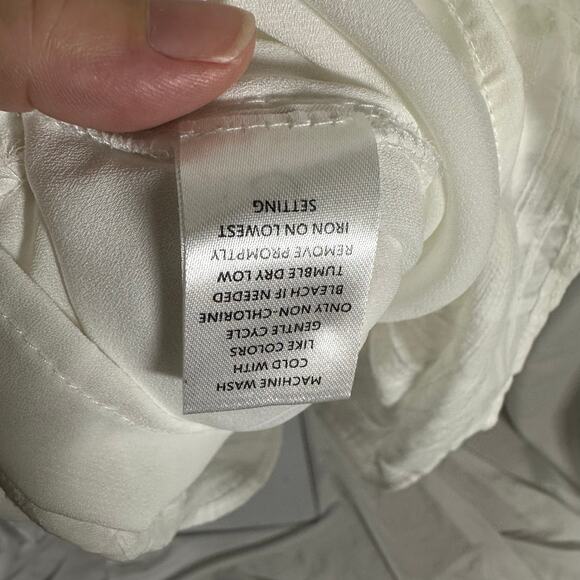 MACHINE WASH
COLD WITH
LIKE COLORS
GENTLE CYCLE
ONLY NON-CHLORINE
BLEACH IF NEEDED
TUMBLE DRY LOW
REMOVE PROMPTLY
IRON ON LOWEST
SETTING